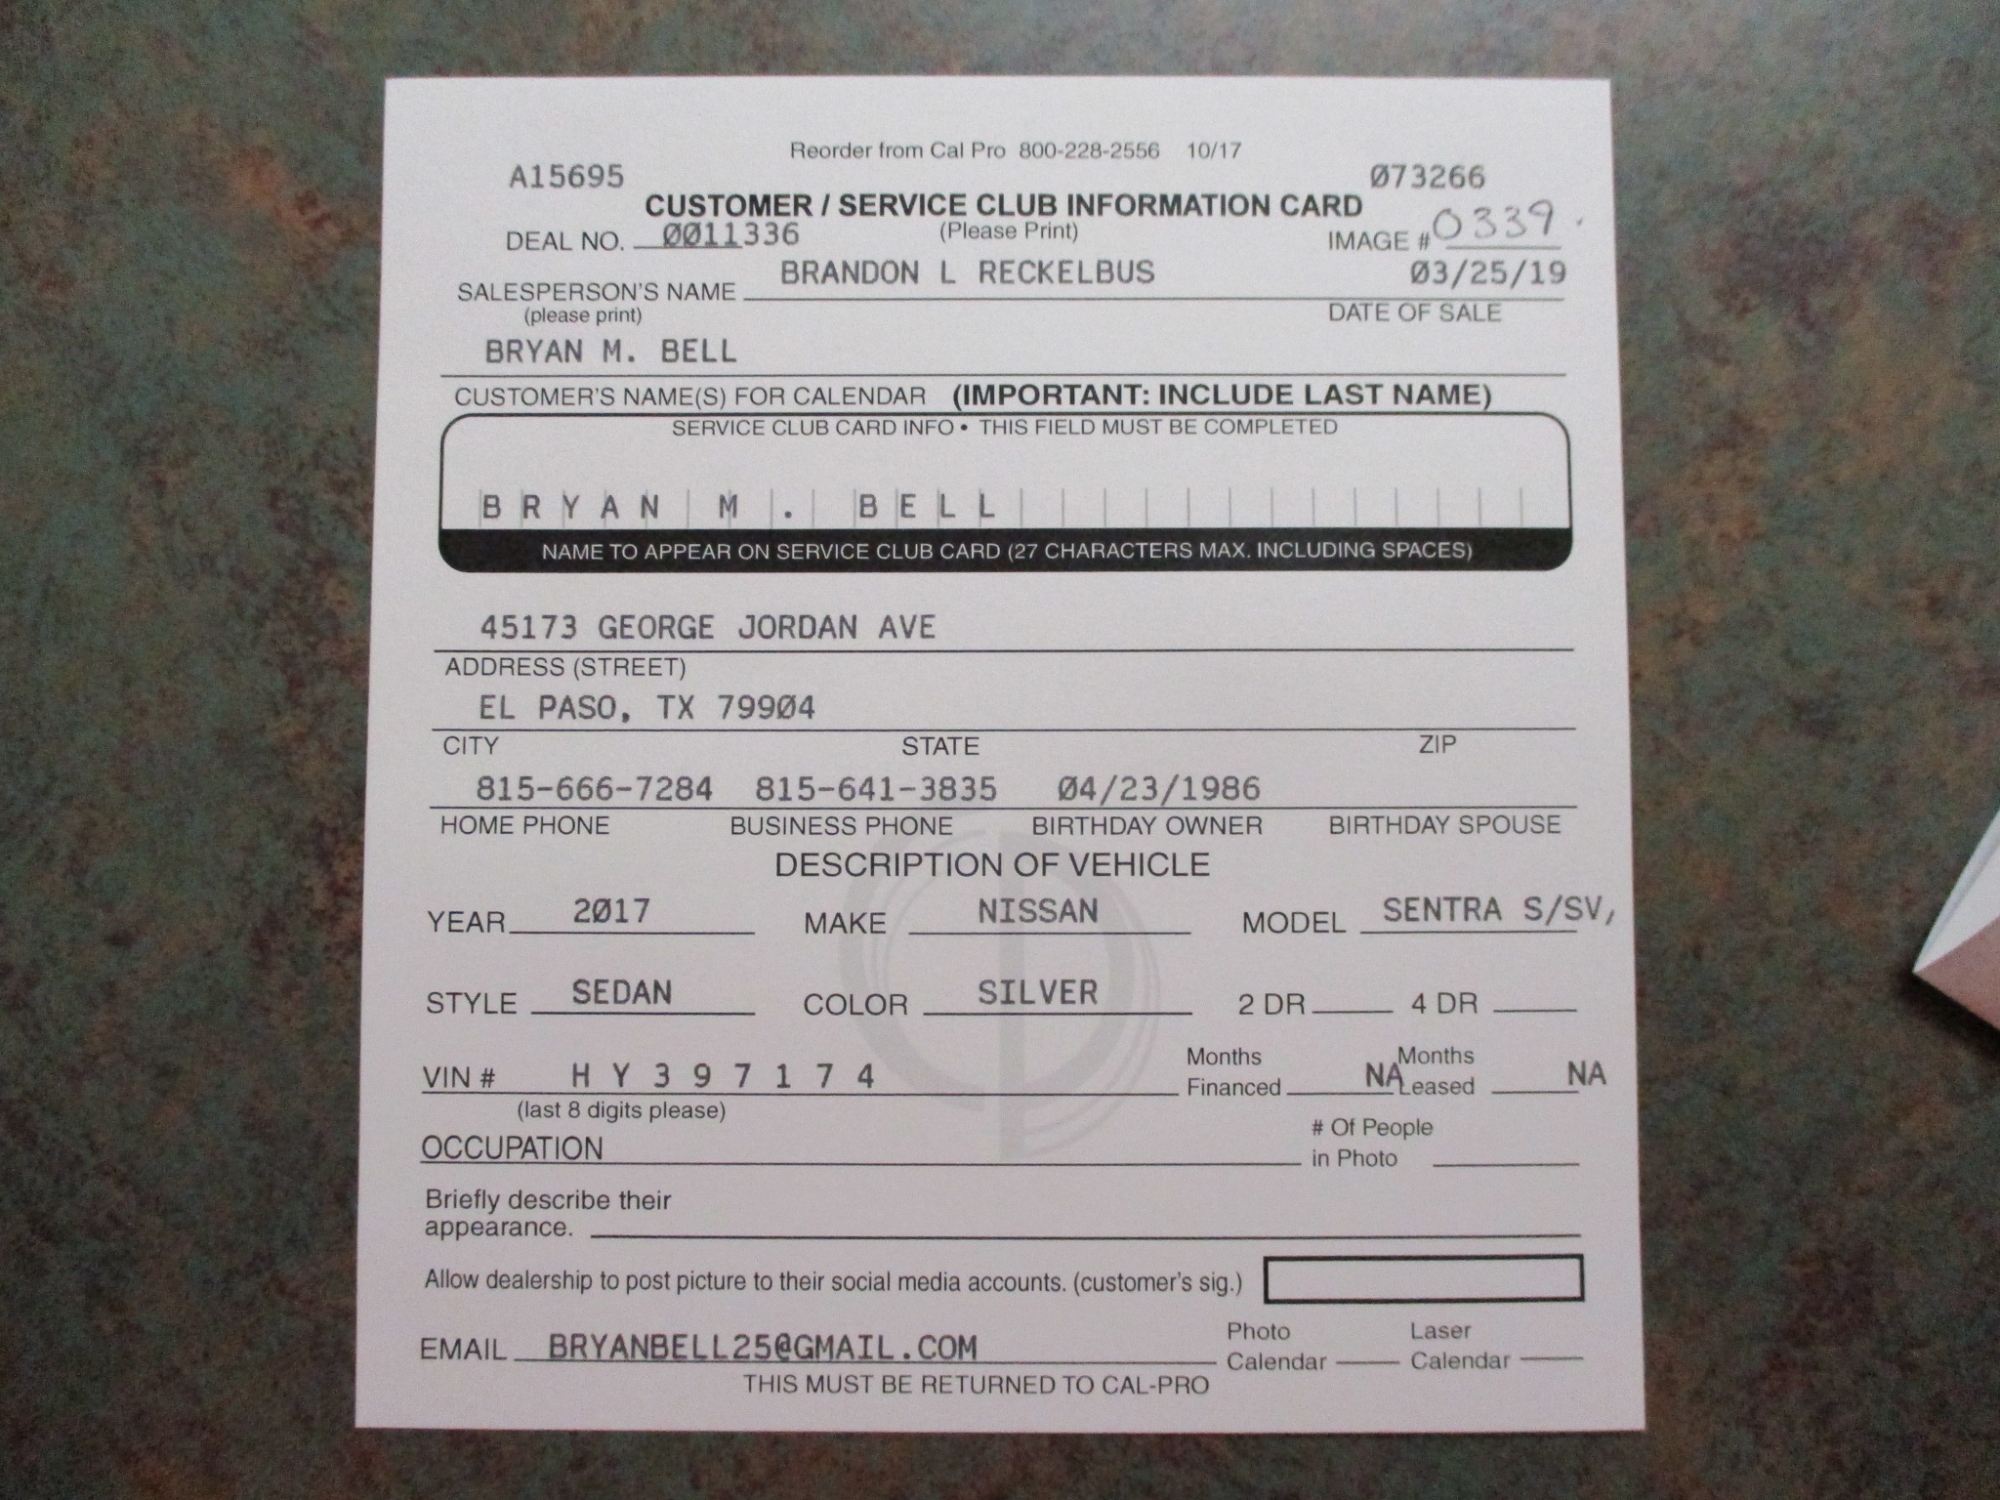 Reorder from Cal Pro 800-228-2556 10/17
A15695 Ø73266
CUSTOMER / SERVICE CLUB INFORMATION CARD
DEAL NO. ØØ11336 (Please Print) IMAGE # 0339
SALESPERSON'S NAME BRANDON L RECKELBUS Ø3/25/19
(please print) DATE OF SALE
BRYAN M. BELL
CUSTOMER'S NAME(S) FOR CALENDAR (IMPORTANT: INCLUDE LAST NAME)
SERVICE CLUB CARD INFO • THIS FIELD MUST BE COMPLETED
B R Y A N M . B E L L
NAME TO APPEAR ON SERVICE CLUB CARD (27 CHARACTERS MAX. INCLUDING SPACES)
45173 GEORGE JORDAN AVE
ADDRESS (STREET)
EL PASO, TX 799Ø4
CITY STATE ZIP
815-666-7284 815-641-3835 Ø4/23/1986
HOME PHONE BUSINESS PHONE BIRTHDAY OWNER BIRTHDAY SPOUSE
DESCRIPTION OF VEHICLE
YEAR 2Ø17 MAKE NISSAN MODEL SENTRA S/SV,
STYLE SEDAN COLOR SILVER 2 DR 4 DR
VIN # H Y 3 9 7 1 7 4 Months Financed NA Months Leased NA
(last 8 digits please)
OCCUPATION # Of People in Photo
Briefly describe their
appearance.
Allow dealership to post picture to their social media accounts. (customer's sig.)
EMAIL BRYANBELL25@GMAIL.COM Photo Calendar Laser Calendar
THIS MUST BE RETURNED TO CAL-PRO